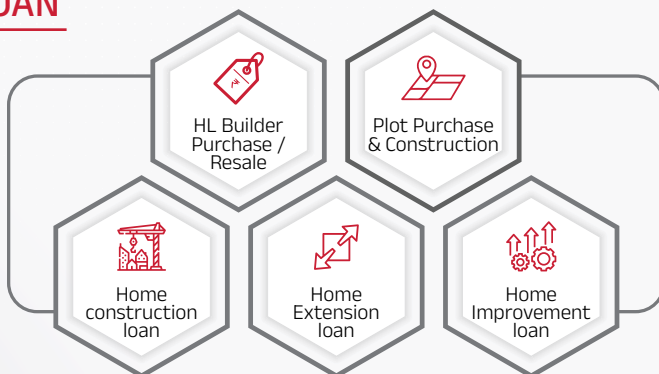 OAN
HL Builder
Purchase /
Resale
Plot Purchase
& Construction
Home
construction
loan
Home
Extension
loan
Home
Improvement
loan